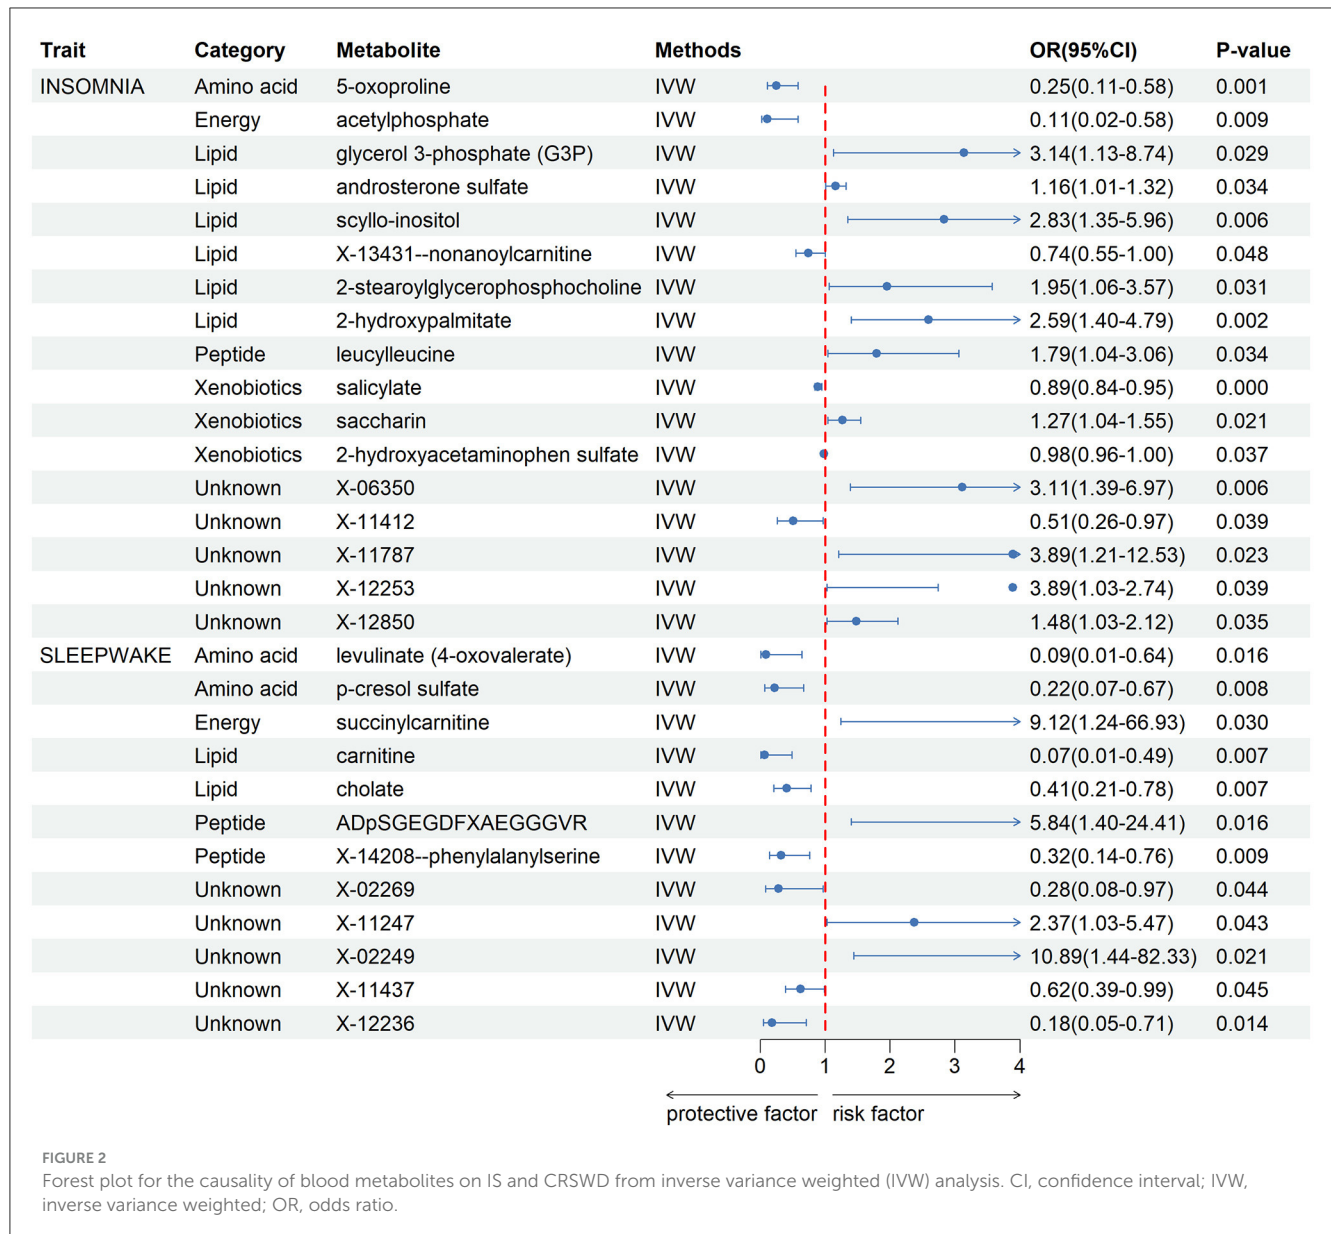 Trait Category Metabolite Methods OR(95%CI) P-value
INSOMNIA Amino acid 5-oxoproline IVW 0.25(0.11-0.58) 0.001
Energy acetylphosphate IVW 0.11(0.02-0.58) 0.009
Lipid glycerol 3-phosphate (G3P) IVW 3.14(1.13-8.74) 0.029
Lipid androsterone sulfate IVW 1.16(1.01-1.32) 0.034
Lipid scyllo-inositol IVW 2.83(1.35-5.96) 0.006
Lipid X-13431--nonanoylcarnitine IVW 0.74(0.55-1.00) 0.048
Lipid 2-stearoylglycerophosphocholine IVW 1.95(1.06-3.57) 0.031
Lipid 2-hydroxypalmitate IVW 2.59(1.40-4.79) 0.002
Peptide leucylleucine IVW 1.79(1.04-3.06) 0.034
Xenobiotics salicylate IVW 0.89(0.84-0.95) 0.000
Xenobiotics saccharin IVW 1.27(1.04-1.55) 0.021
Xenobiotics 2-hydroxyacetaminophen sulfate IVW 0.98(0.96-1.00) 0.037
Unknown X-06350 IVW 3.11(1.39-6.97) 0.006
Unknown X-11412 IVW 0.51(0.26-0.97) 0.039
Unknown X-11787 IVW 3.89(1.21-12.53) 0.023
Unknown X-12253 IVW 3.89(1.03-2.74) 0.039
Unknown X-12850 IVW 1.48(1.03-2.12) 0.035
SLEEPWAKE Amino acid levulinate (4-oxovalerate) IVW 0.09(0.01-0.64) 0.016
Amino acid p-cresol sulfate IVW 0.22(0.07-0.67) 0.008
Energy succinylcarnitine IVW 9.12(1.24-66.93) 0.030
Lipid carnitine IVW 0.07(0.01-0.49) 0.007
Lipid cholate IVW 0.41(0.21-0.78) 0.007
Peptide ADpSGEGDFXAEGGGVR IVW 5.84(1.40-24.41) 0.016
Peptide X-14208--phenylalanylserine IVW 0.32(0.14-0.76) 0.009
Unknown X-02269 IVW 0.28(0.08-0.97) 0.044
Unknown X-11247 IVW 2.37(1.03-5.47) 0.043
Unknown X-02249 IVW 10.89(1.44-82.33) 0.021
Unknown X-11437 IVW 0.62(0.39-0.99) 0.045
Unknown X-12236 IVW 0.18(0.05-0.71) 0.014
0 1 2 3 4
protective factor risk factor
FIGURE 2
Forest plot for the causality of blood metabolites on IS and CRSWD from inverse variance weighted (IVW) analysis. CI, confidence interval; IVW,
inverse variance weighted; OR, odds ratio.